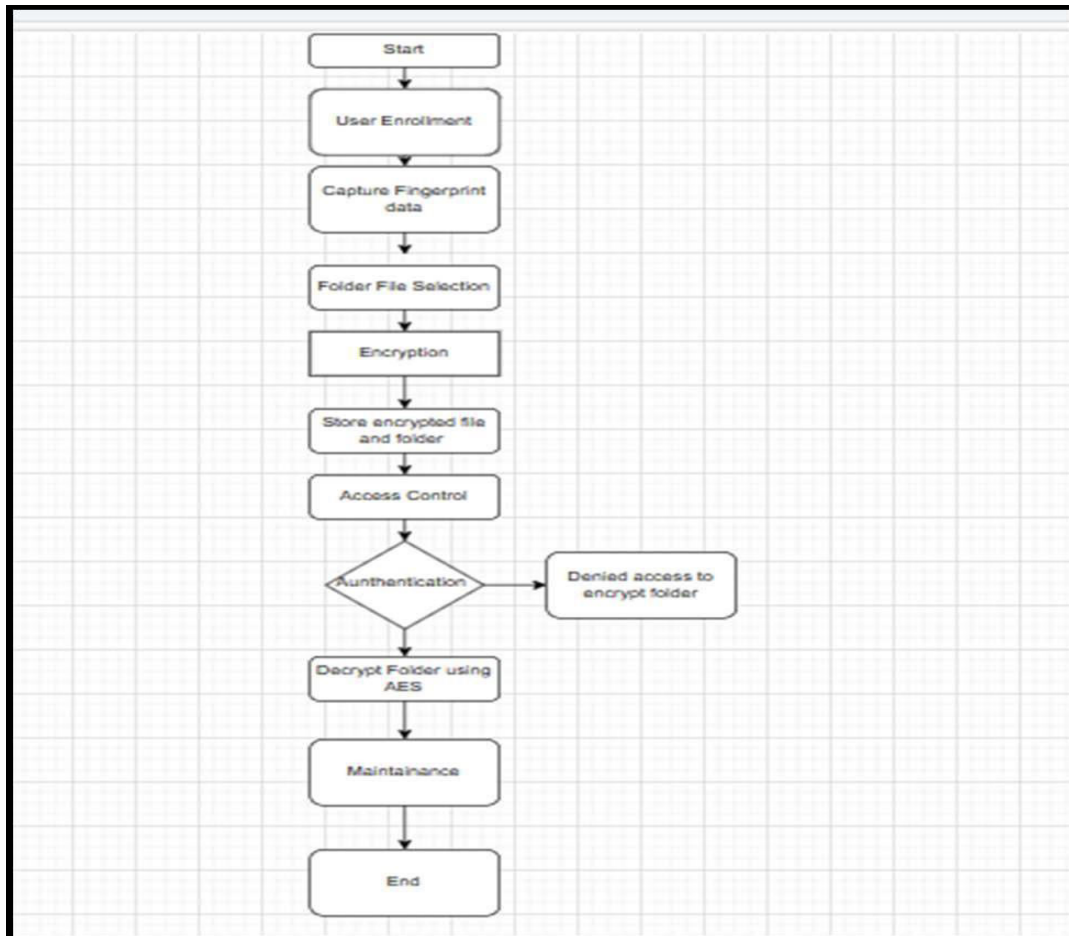 Start
User Enrollment
Capture Fingerprint
data
Folder File Selection
Encryption
Store encrypted file
and folder
Access Control
Aunthentication
Denied access to
encrypt folder
Decrypt Folder using
AES
Maintainance
End